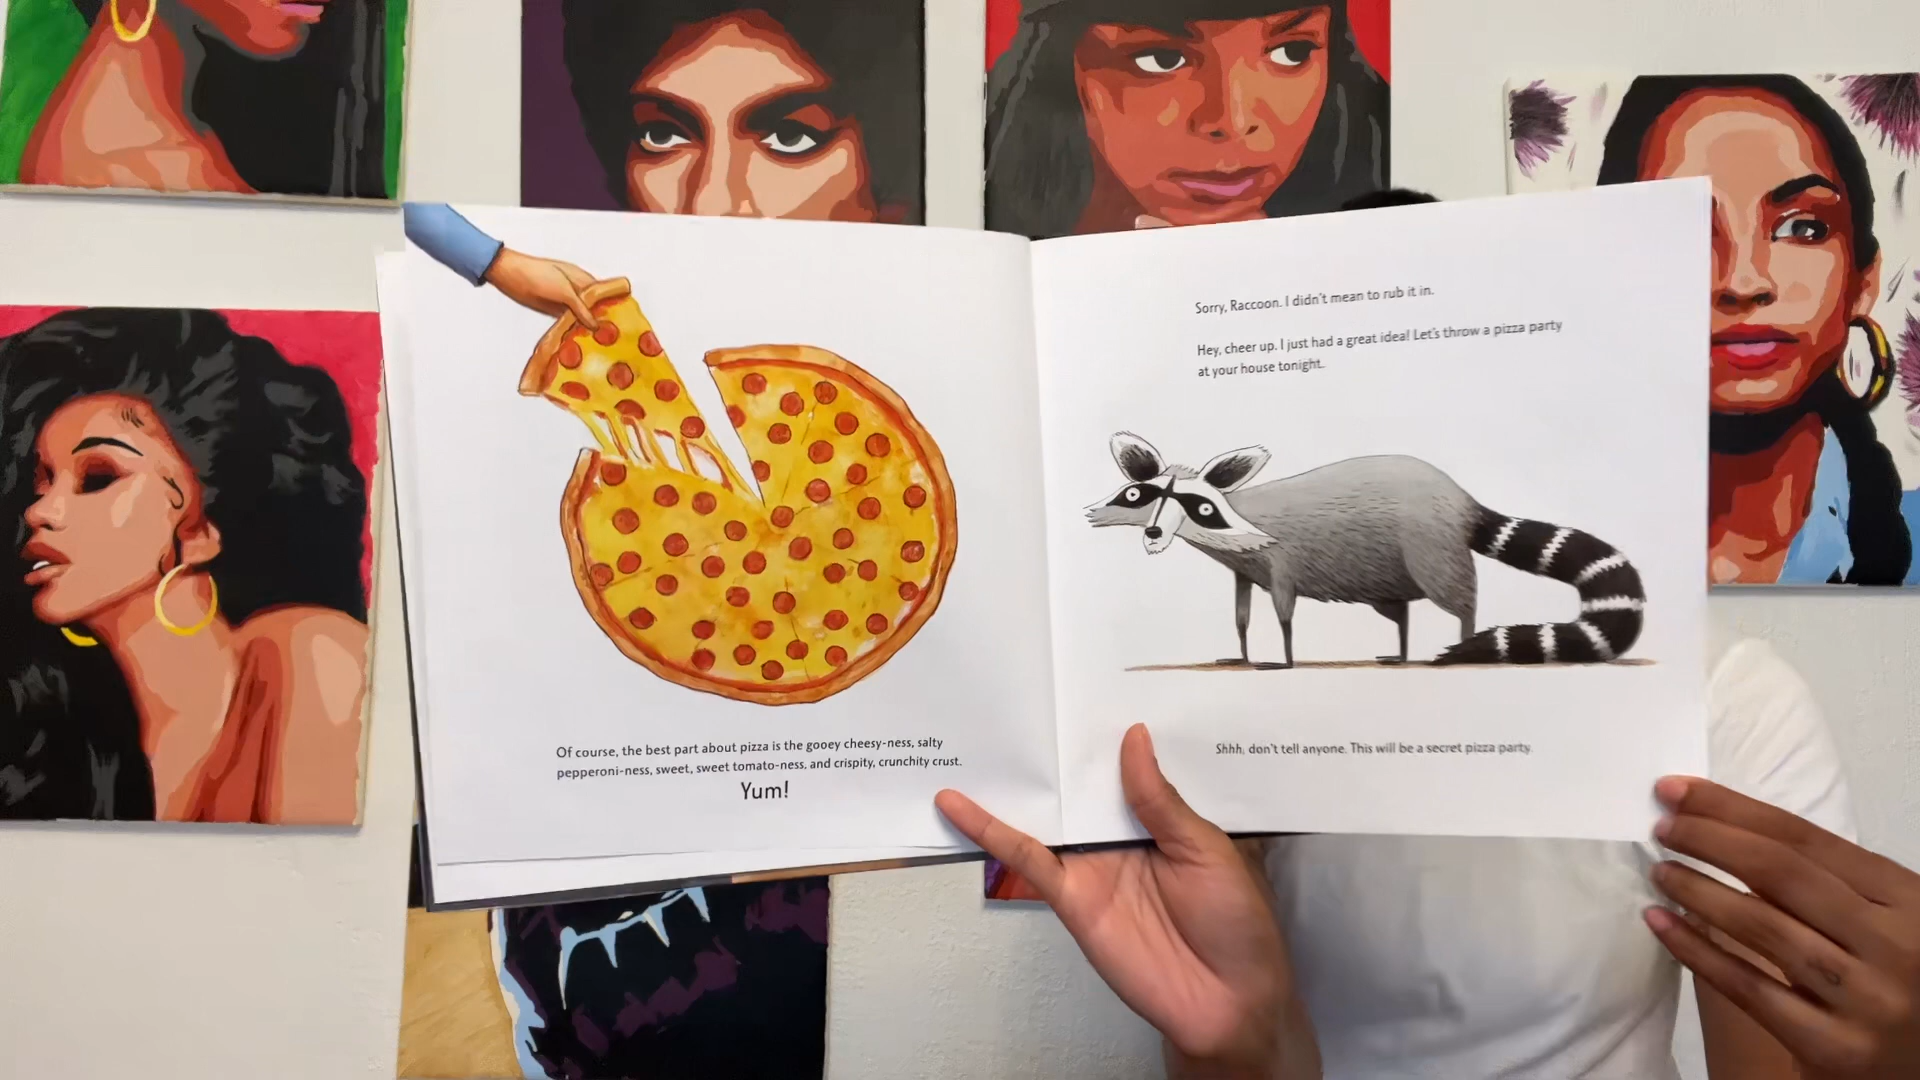 Of course, the best part about pizza is the gooey cheesy-ness, salty
pepperoni-ness, sweet, sweet tomato-ness, and crispity, crunchity crust.
Yum!
Sorry, Raccoon. I didn't mean to rub it in.
Hey, cheer up. I just had a great idea! Let's throw a pizza party
at your house tonight.
Shhh, don't tell anyone. This will be a secret pizza party.